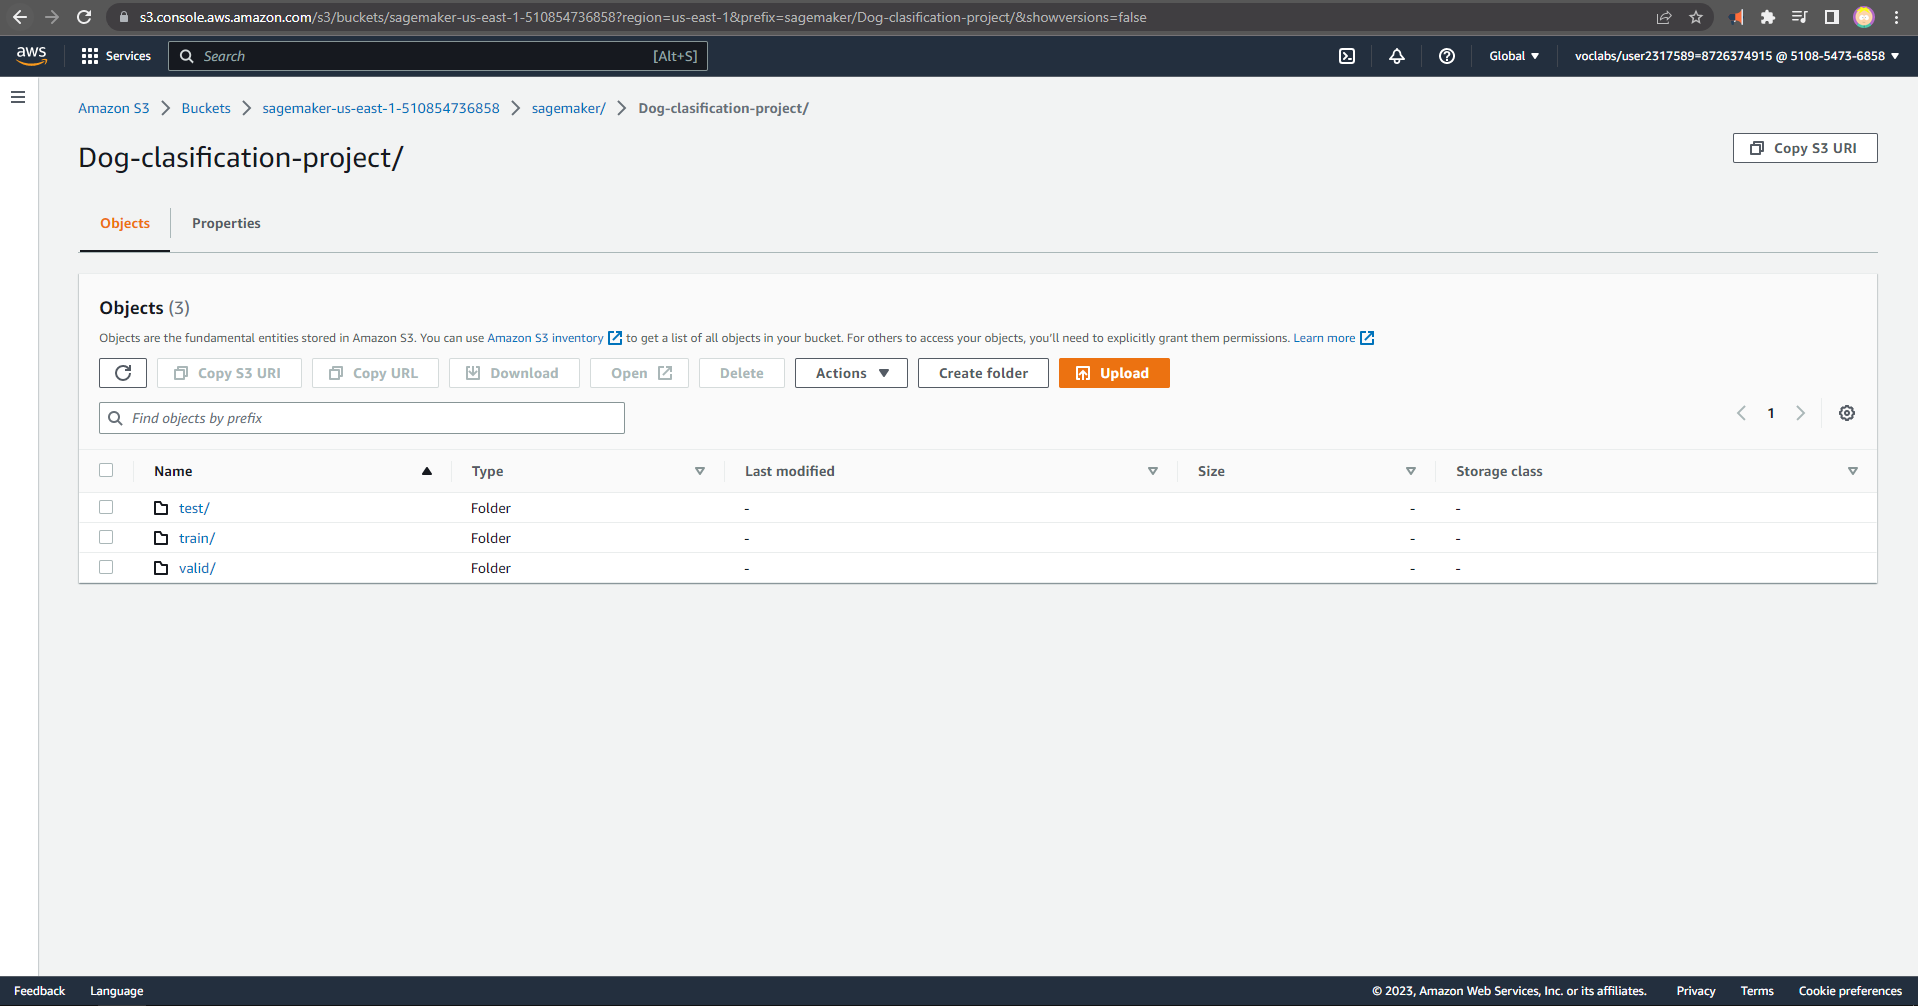 s3.console.aws.amazon.com/s3/buckets/sagemaker-us-east-1-510854736858?region=us-east-1&prefix=sagemaker/Dog-clasification-project/&showversions=false
aws Services Search [Alt+S] Global voclabs/user2317589=8726374915 @ 5108-5473-6858
Amazon S3 Buckets sagemaker-us-east-1-510854736858 sagemaker/ Dog-clasification-project/
Dog-clasification-project/ Copy S3 URI
Objects Properties
Objects (3)
Objects are the fundamental entities stored in Amazon S3. You can use Amazon S3 inventory to get a list of all objects in your bucket. For others to access your objects, you'll need to explicitly grant them permissions. Learn more
Copy S3 URI Copy URL Download Open Delete Actions Create folder Upload
Find objects by prefix 1
Name Type Last modified Size Storage class
test/ Folder - - -
train/ Folder - - -
valid/ Folder - - -
Feedback Language © 2023, Amazon Web Services, Inc. or its affiliates. Privacy Terms Cookie preferences